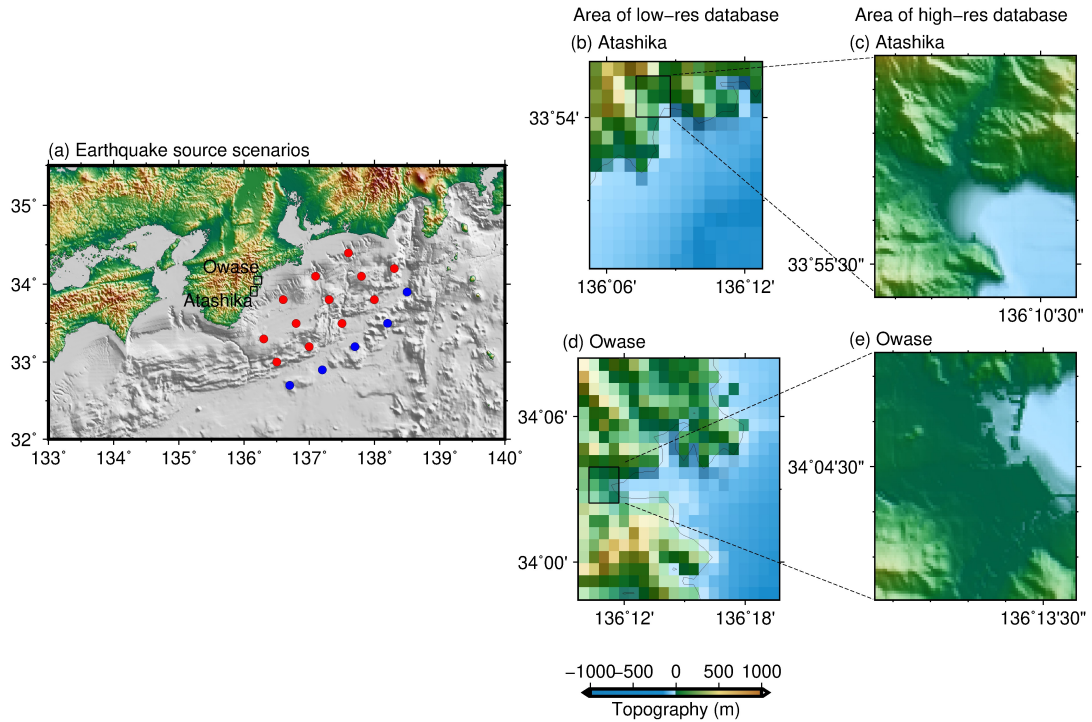 Area of low−res database
Area of high−res database
(b) Atashika
(c) Atashika
33˚54'
136˚06'
136˚12'
33˚55'30"
136˚10'30"
(a) Earthquake source scenarios
35˚
34˚
33˚
32˚
133˚
134˚
135˚
136˚
137˚
138˚
139˚
140˚
Owase
Atashika
(d) Owase
(e) Owase
34˚06'
34˚00'
136˚12'
136˚18'
34˚04'30"
136˚13'30"
−1000
−500
0
500
1000
Topography (m)